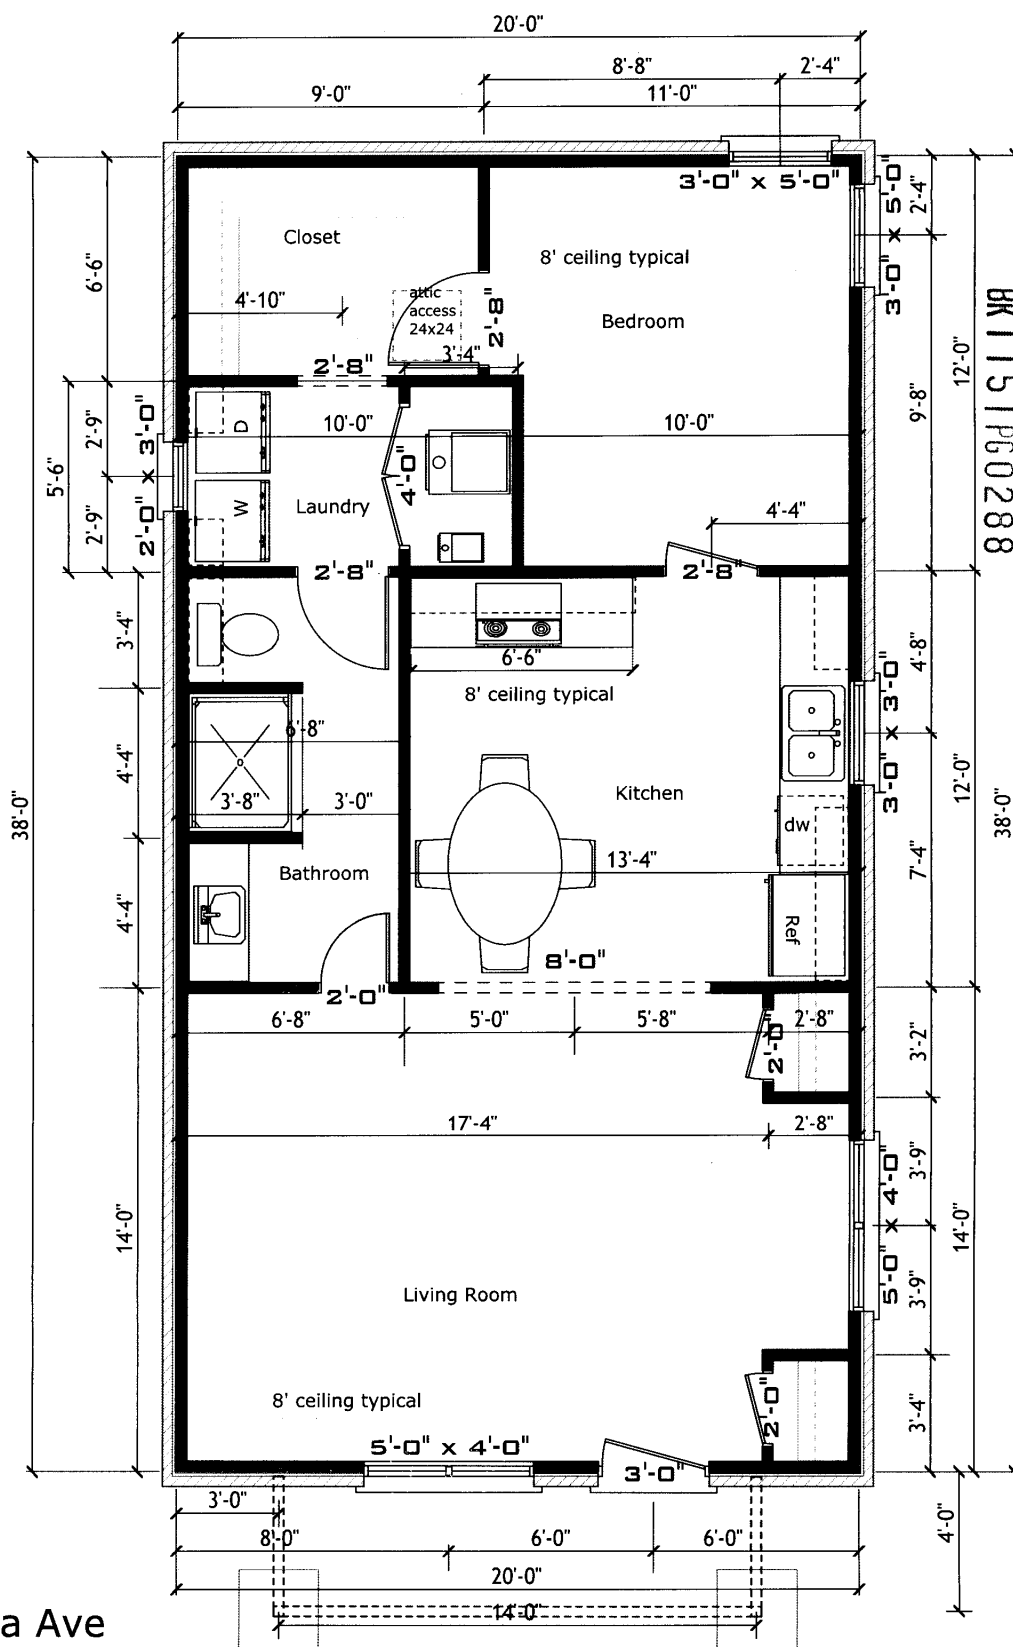 20'-0"
8'-8"
2'-4"
9'-0"
11'-0"
3'-0" x 5'-0"
3'-0" x 5'-0"
2'-4"
Closet
8' ceiling typical
6'-6"
4'-10"
attic
access
24x24
2'-8"
Bedroom
BK1151PG0288
12'-0"
9'-8"
2'-8"
3'-4"
2'-9"
2'-0" x 3'-0"
D
10'-0"
10'-0"
5'-6"
4'-0"
W
Laundry
2'-9"
4'-4"
2'-8"
2'-8"
3'-4"
6'-6"
4'-8"
8' ceiling typical
3'-0" x 3'-0"
6'-8"
4'-4"
3'-8"
3'-0"
Kitchen
12'-0"
38'-0"
38'-0"
dw
13'-4"
7'-4"
Bathroom
4'-4"
Ref
8'-0"
2'-0"
6'-8"
5'-0"
5'-8"
2'-0"
2'-8"
3'-2"
17'-4"
2'-8"
3'-9"
5'-0" x 4'-0"
14'-0"
14'-0"
3'-9"
Living Room
8' ceiling typical
2'-0"
3'-4"
5'-0" x 4'-0"
3'-0"
3'-0"
4'-0"
8'-0"
6'-0"
6'-0"
20'-0"
14'-0"
a Ave